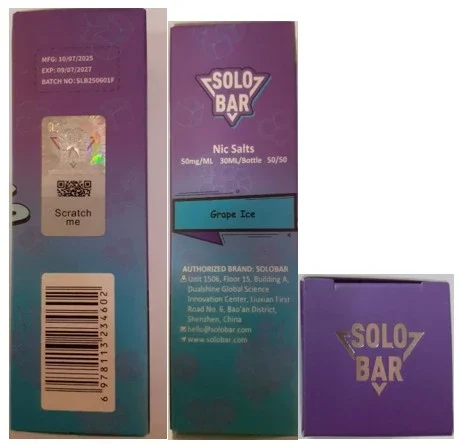 MFG: 10/07/2025
EXP: 09/07/2027
BATCH NO: SLB250601F
Scratch
me
6 978113 234602
SOLO
BAR
Nic Salts
50mg/ML 30ML/Bottle 50/50
Grape Ice
AUTHORIZED BRAND: SOLOBAR
Unit 1506, Floor 15, Building A,
Dualshine Global Science
Innovation Center, Liuxian First
Road No. 6, Bao'an District,
Shenzhen, China
hello@solobar.com
www.solobar.com
SOLO
BAR